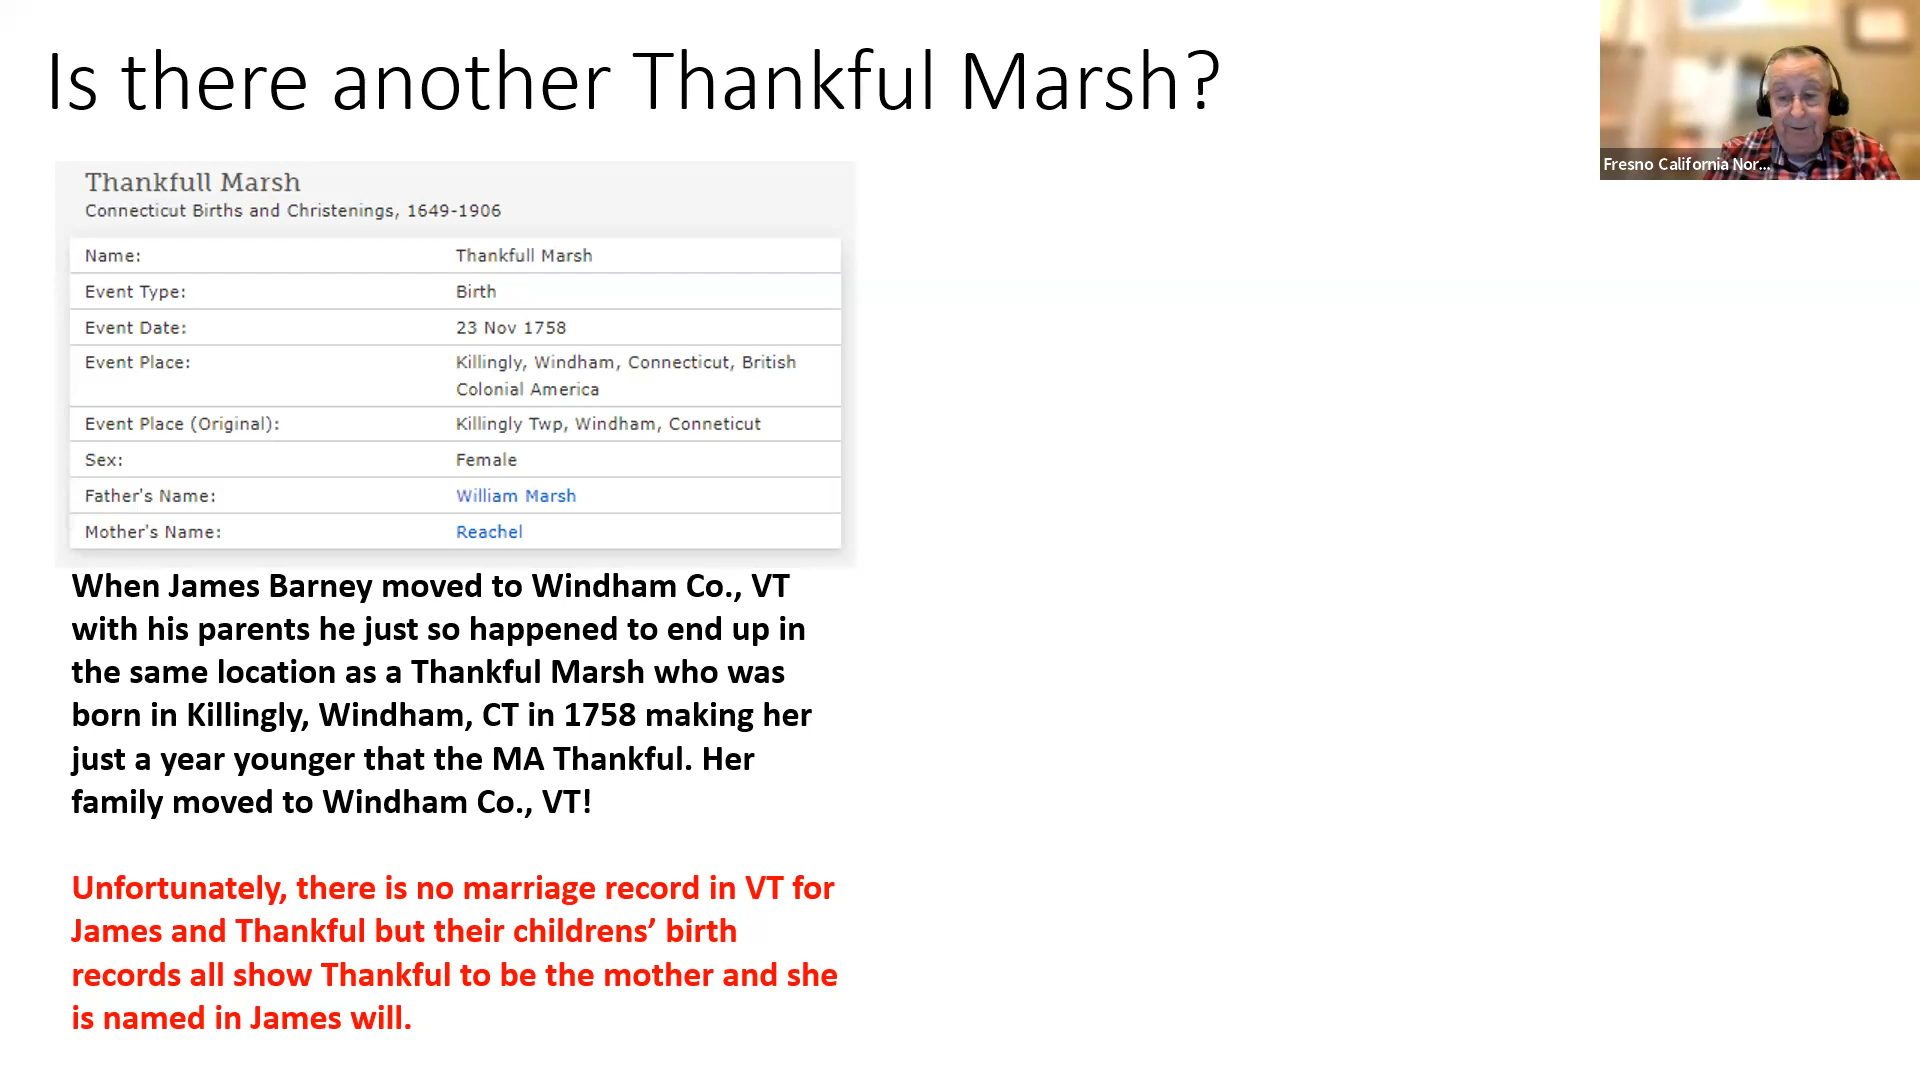 Is there another Thankful Marsh?
Fresno California Nor...
Thankfull Marsh
Connecticut Births and Christenings, 1649-1906
Name: Thankfull Marsh
Event Type: Birth
Event Date: 23 Nov 1758
Event Place: Killingly, Windham, Connecticut, British
Colonial America
Event Place (Original): Killingly Twp, Windham, Conneticut
Sex: Female
Father's Name: William Marsh
Mother's Name: Reachel
When James Barney moved to Windham Co., VT
with his parents he just so happened to end up in
the same location as a Thankful Marsh who was
born in Killingly, Windham, CT in 1758 making her
just a year younger that the MA Thankful. Her
family moved to Windham Co., VT!
Unfortunately, there is no marriage record in VT for
James and Thankful but their childrens’ birth
records all show Thankful to be the mother and she
is named in James will.